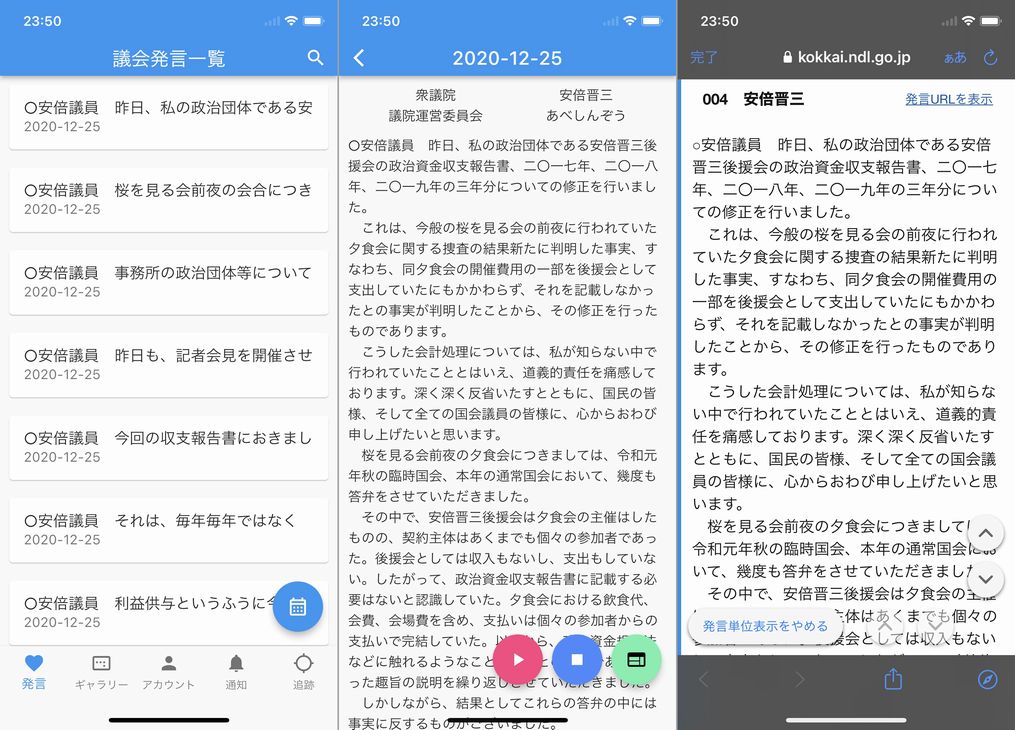 23:50
議会発言一覧
〇安倍議員　昨日、私の政治団体である安
2020-12-25
〇安倍議員　桜を見る会前夜の会合につき
2020-12-25
〇安倍議員　事務所の政治団体等について
2020-12-25
〇安倍議員　昨日も、記者会見を開催させ
2020-12-25
〇安倍議員　今回の収支報告書におきまし
2020-12-25
〇安倍議員　それは、毎年毎年ではなく
2020-12-25
〇安倍議員　利益供与というふうに
2020-12-25
発言
ギャラリー
アカウント
通知
追跡
23:50
2020-12-25
衆議院
安倍晋三
議院運営委員会
あべしんぞう
〇安倍議員　昨日、私の政治団体である安倍晋三後
援会の政治資金収支報告書、二〇一七年、二〇一八
年、二〇一九年の三年分についての修正を行いまし
た。
これは、今般の桜を見る会の前夜に行われていた
夕食会に関する捜査の結果新たに判明した事実、す
なわち、同夕食会の開催費用の一部を後援会として
支出していたにもかかわらず、それを記載しなかっ
たとの事実が判明したことから、その修正を行った
ものであります。
こうした会計処理については、私が知らない中で
行われていたこととはいえ、道義的責任を痛感して
おります。深く深く反省いたすとともに、国民の皆
様、そして全ての国会議員の皆様に、心からおわび
申し上げたいと思います。
桜を見る会前夜の夕食会につきましては、令和元
年秋の臨時国会、本年の通常国会において、幾度も
答弁をさせていただきました。
その中で、安倍晋三後援会は夕食会の主催はした
ものの、契約主体はあくまでも個々の参加者であっ
た。後援会としては収入もないし、支出もしていな
い。したがって、政治資金収支報告書に記載する必
要はないと認識していた。夕食会における飲食代、
会費、会場費を含め、支払いは個々の参加者からの
支払いで完結していた。以
などに触れるようなこと
った趣旨の説明を繰り返しさせていただきました。
しかしながら、結果としてこれらの答弁の中には
事実に反するものがございました。
23:50
完了
kokkai.ndl.go.jp
ぁあ
004　安倍晋三
発言URLを表示
○安倍議員　昨日、私の政治団体である安倍
晋三後援会の政治資金収支報告書、二〇一七
年、二〇一八年、二〇一九年の三年分につい
ての修正を行いました。
これは、今般の桜を見る会の前夜に行われ
ていた夕食会に関する捜査の結果新たに判明
した事実、すなわち、同夕食会の開催費用の
一部を後援会として支出していたにもかかわ
らず、それを記載しなかったとの事実が判明
したことから、その修正を行ったものであり
ます。
こうした会計処理については、私が知らな
い中で行われていたこととはいえ、道義的責
任を痛感しております。深く深く反省いたす
とともに、国民の皆様、そして全ての国会議
員の皆様に、心からおわび申し上げたいと思
います。
桜を見る会前夜の夕食会につきまして
令和元年秋の臨時国会、本年の通常国会に
いて、幾度も答弁をさせていただきました
その中で、安倍晋三後援会は夕食会の主催
体はあくまでも個々の
発言単位表示をやめる
しては収入もない